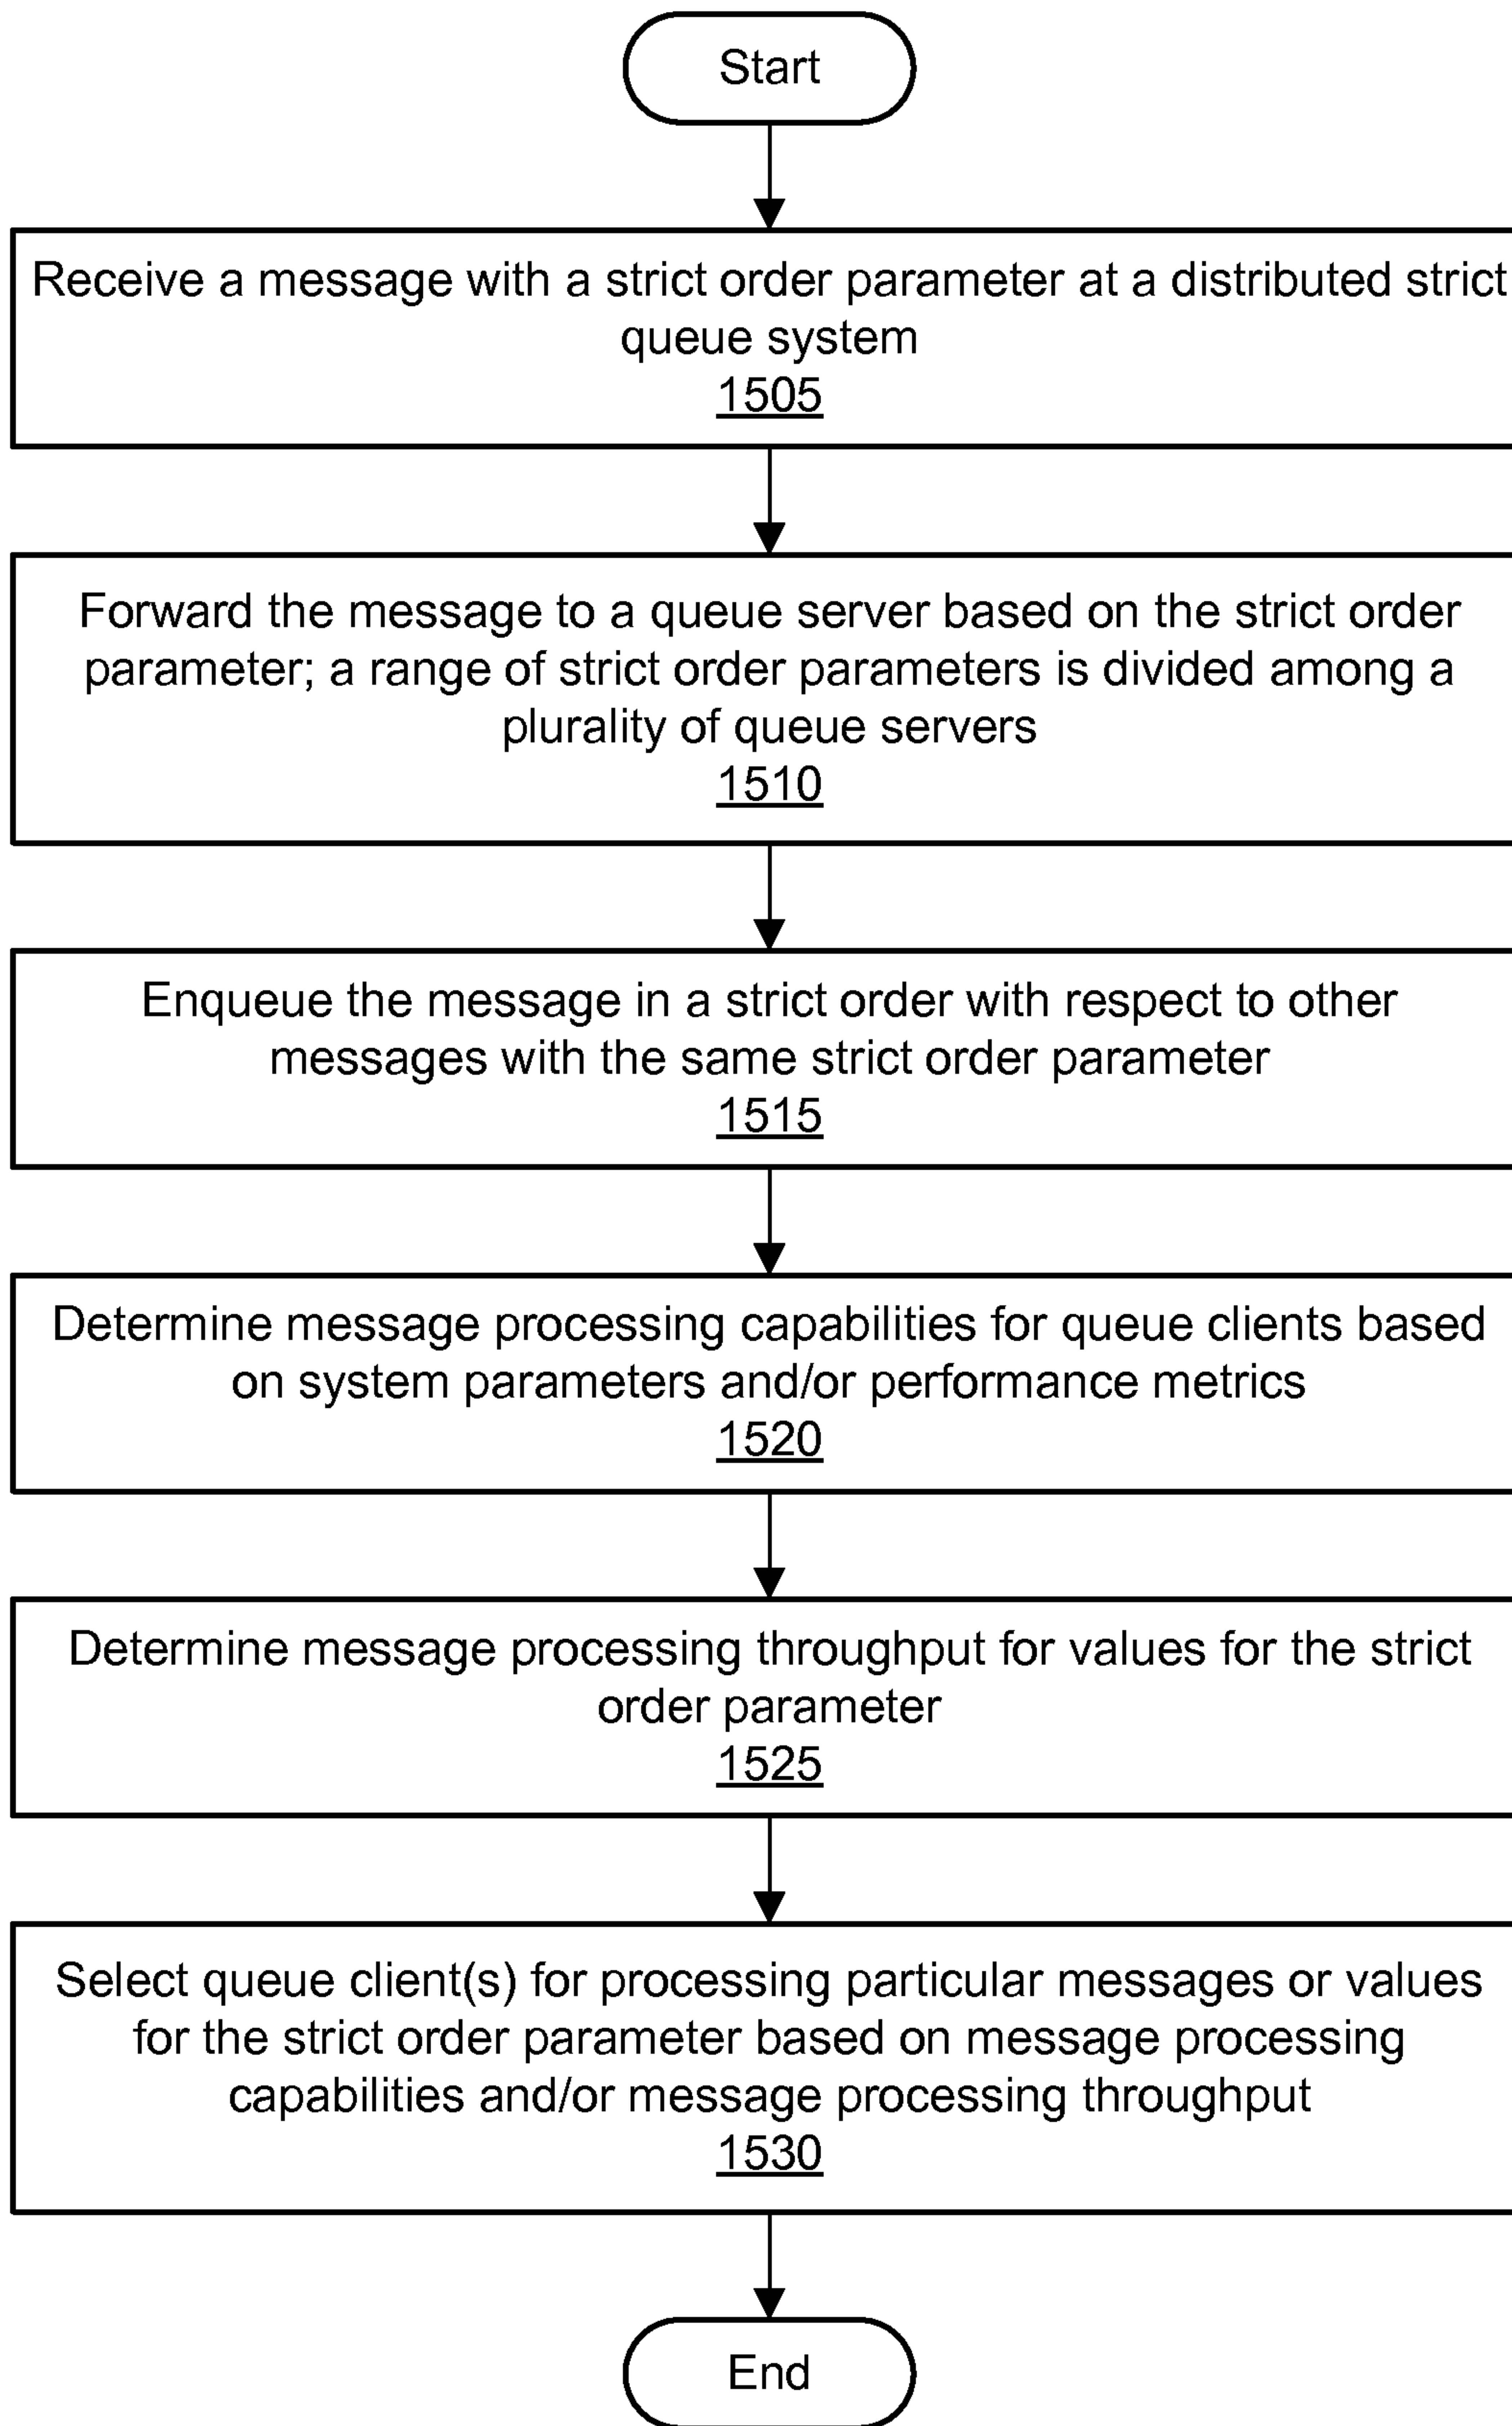 Start
Receive a message with a strict order parameter at a distributed strict
queue system
1505
Forward the message to a queue server based on the strict order
parameter; a range of strict order parameters is divided among a
plurality of queue servers
1510
Enqueue the message in a strict order with respect to other
messages with the same strict order parameter
1515
Determine message processing capabilities for queue clients based
on system parameters and/or performance metrics
1520
Determine message processing throughput for values for the strict
order parameter
1525
Select queue client(s) for processing particular messages or values
for the strict order parameter based on message processing
capabilities and/or message processing throughput
1530
End